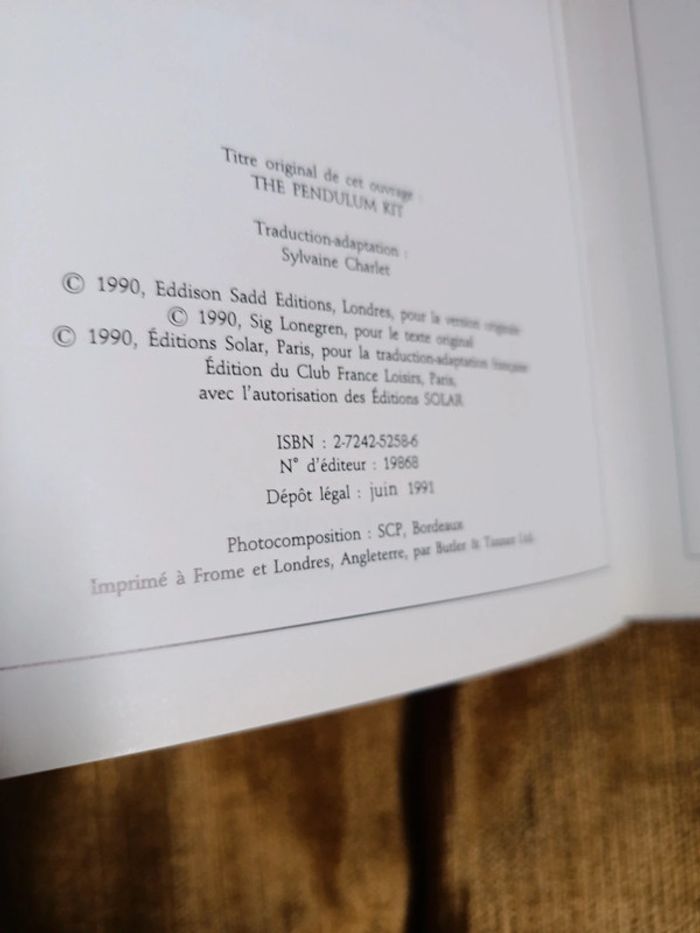 Titre original de cet ouvrage :
THE PENDULUM KIT
Traduction-adaptation :
Sylvaine Charlet
© 1990, Eddison Sadd Editions, Londres, pour la version originale
© 1990, Sig Lonegren, pour le texte original
© 1990, Éditions Solar, Paris, pour la traduction-adaptation française
Édition du Club France Loisirs, Paris,
avec l'autorisation des Éditions SOLAR
ISBN : 2-7242-5258-6
N° d'éditeur : 19868
Dépôt légal : juin 1991
Photocomposition : SCP, Bordeaux
Imprimé à Frome et Londres, Angleterre, par Butler & Tanner Ltd.